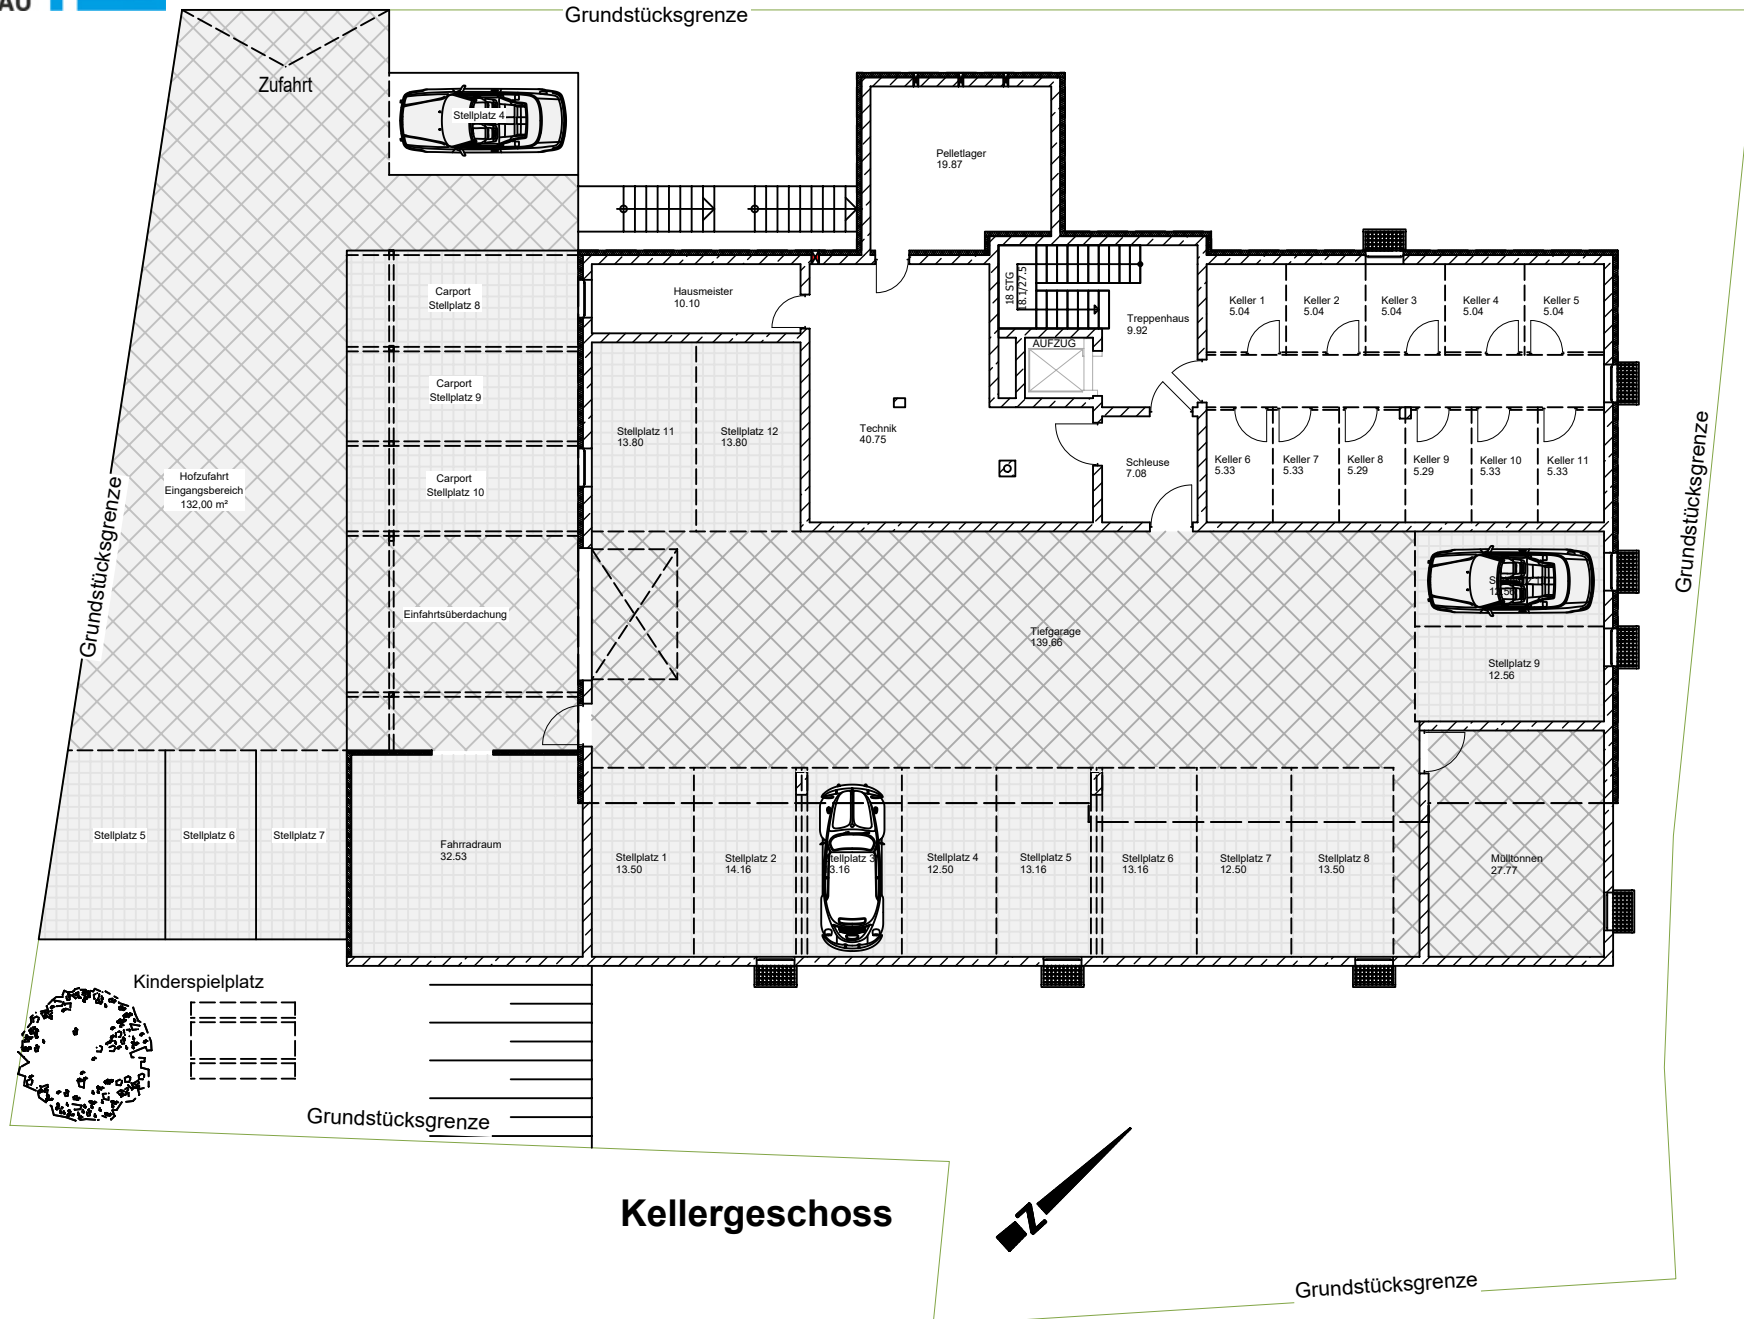 AU
Grundstücksgrenze
Zufahrt
Stellplatz 4
Pelletlager
19.87
Carport
Stellplatz 8
Hausmeister
10.10
18 STG
18.1/27.5
Treppenhaus
9.92
AUFZUG
Keller 1
5.04
Keller 2
5.04
Keller 3
5.04
Keller 4
5.04
Keller 5
5.04
Carport
Stellplatz 9
Stellplatz 11
13.80
Stellplatz 12
13.80
Technik
40.75
Schleuse
7.08
Keller 6
5.33
Keller 7
5.33
Keller 8
5.29
Keller 9
5.29
Keller 10
5.33
Keller 11
5.33
Grundstücksgrenze
Hofzufahrt
Eingangsbereich
132,00 m²
Carport
Stellplatz 10
Grundstücksgrenze
Einfahrtsüberdachung
Tiefgarage
139.66
Stellplatz 9
12.56
Stellplatz 5
Stellplatz 6
Stellplatz 7
Fahrradraum
32.53
Stellplatz 1
13.50
Stellplatz 2
14.16
Stellplatz 3
3.16
Stellplatz 4
12.50
Stellplatz 5
13.16
Stellplatz 6
13.16
Stellplatz 7
12.50
Stellplatz 8
13.50
Mülltonnen
27.77
Kinderspielplatz
Grundstücksgrenze
Kellergeschoss
N
Grundstücksgrenze